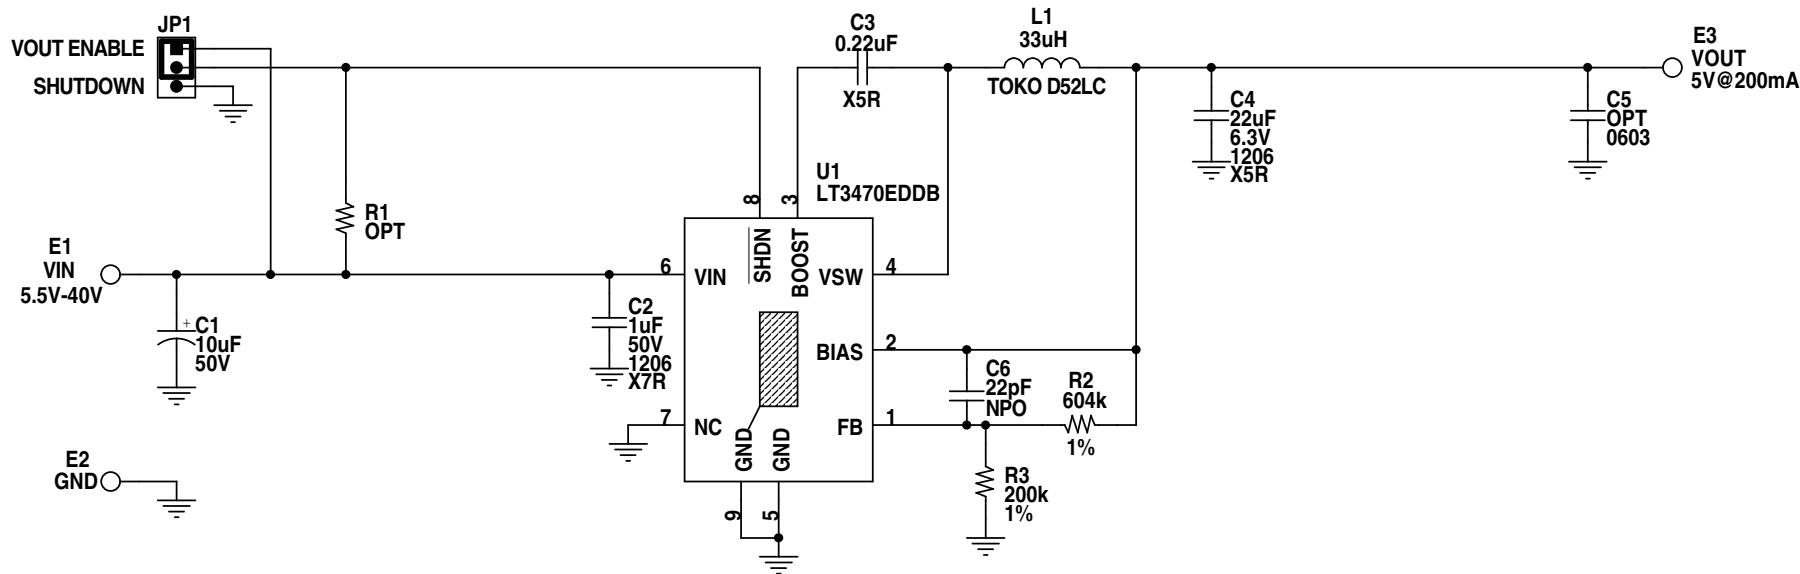 JP1
VOUT ENABLE
SHUTDOWN
C3
0.22uF
X5R
L1
33uH
TOKO D52LC
E3
VOUT
5V@200mA
C4
22uF
6.3V
1206
X5R
C5
OPT
0603
U1
LT3470EDDB
8
3
R1
OPT
E1
VIN
5.5V-40V
6
VIN
SHDN
BOOST
VSW
4
+
C1
10uF
50V
C2
1uF
50V
1206
X7R
BIAS
2
C6
22pF
NPO
R2
604k
1%
7
NC
GND
GND
FB
1
E2
GND
R3
200k
1%
9
5